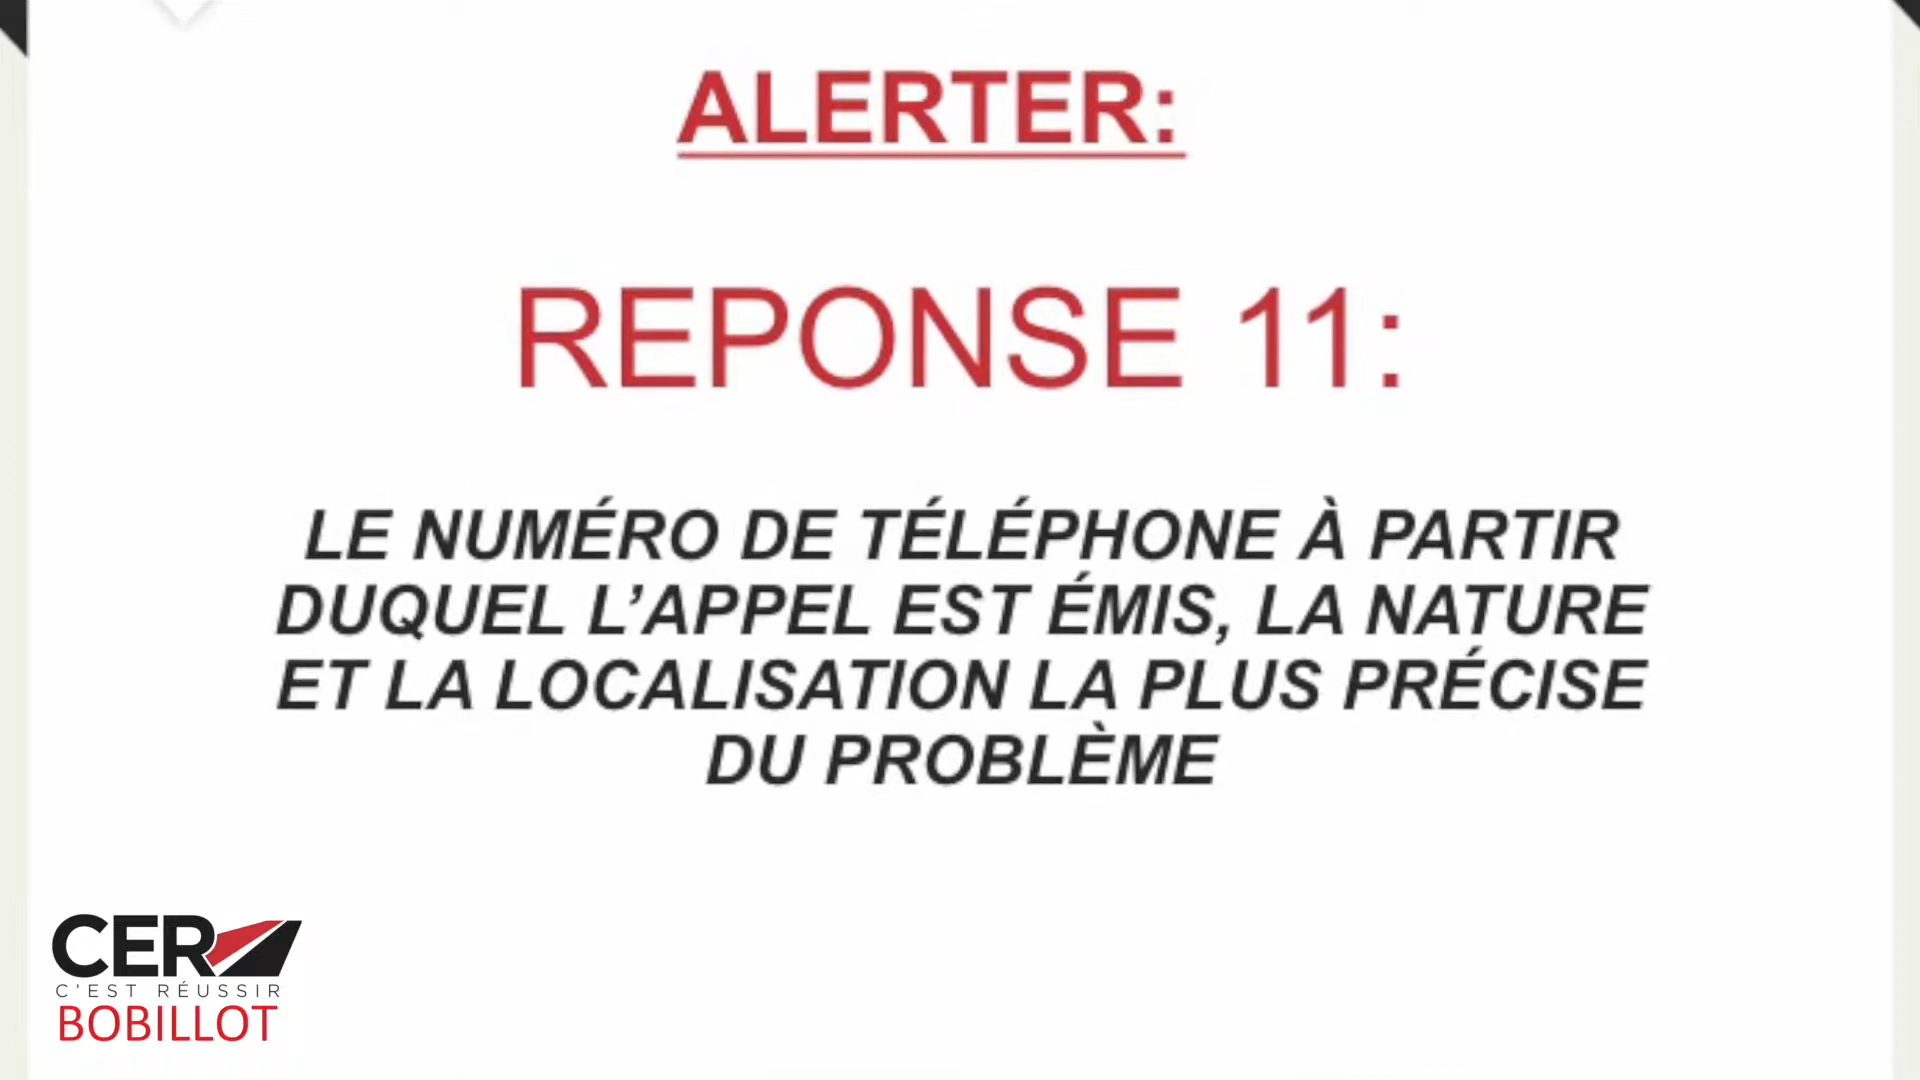 ALERTER:
REPONSE 11:
LE NUMÉRO DE TÉLÉPHONE À PARTIR
DUQUEL L’APPEL EST ÉMIS, LA NATURE
ET LA LOCALISATION LA PLUS PRÉCISE
DU PROBLÈME
CER
C'EST RÉUSSIR
BOBILLOT